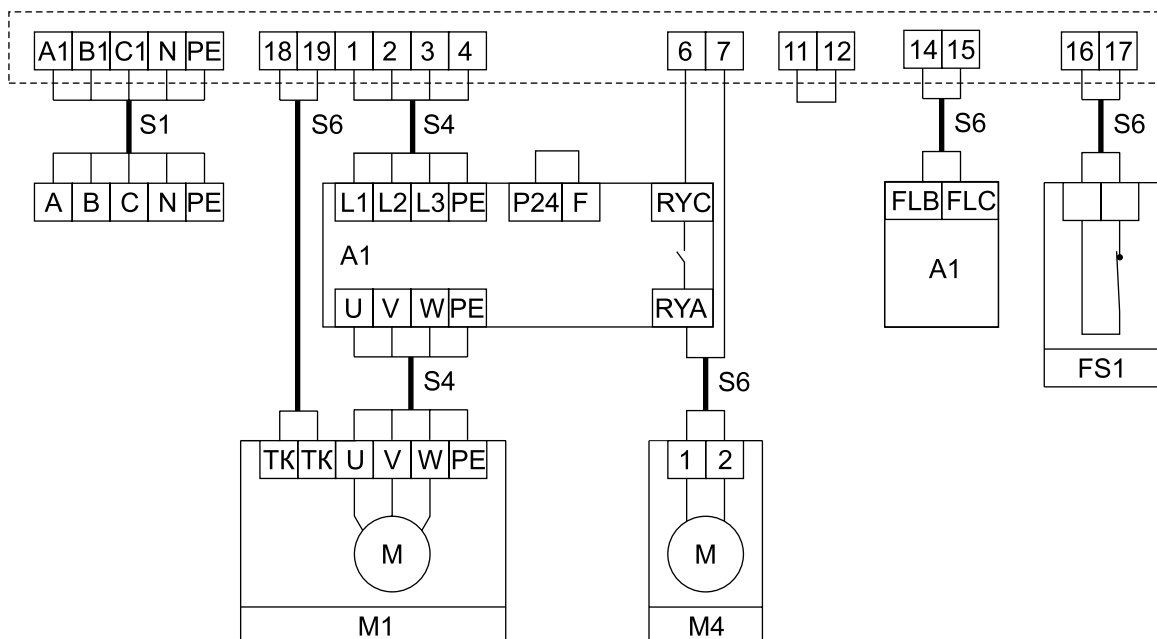 A1 B1 C1 N PE 18 19 1 2 3 4 6 7 11 12 14 15 16 17
S1 S6 S4 S6 S6
A B C N PE L1 L2 L3 PE P24 F RYC FLB FLC
A1 A1
U V W PE RYA
FS1
S4 S6
ТК ТК U V W PE 1 2
M M
M1 M4